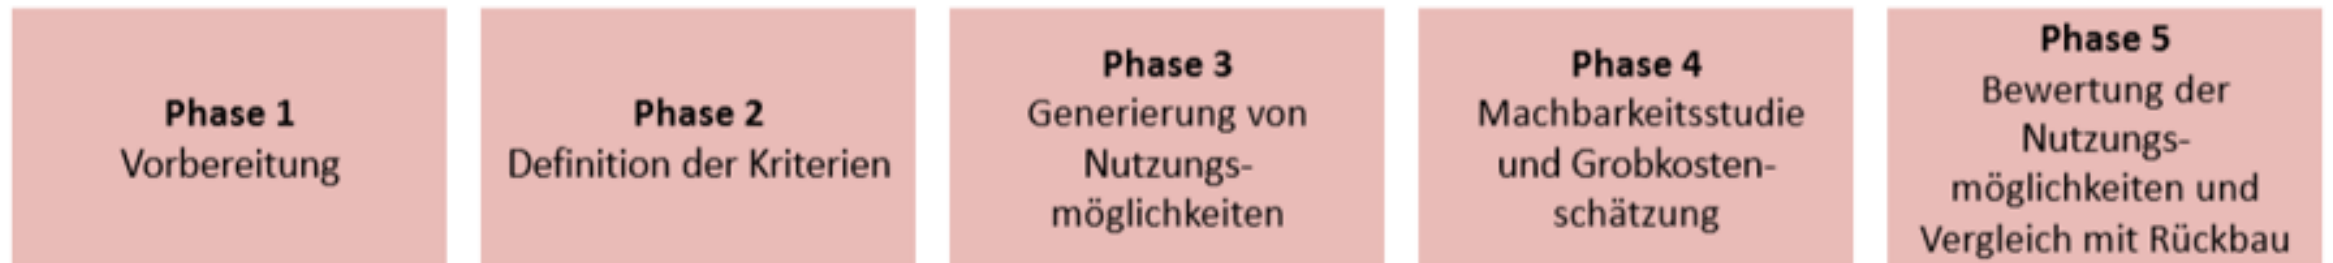 Phase 1
Vorbereitung
Phase 2
Definition der Kriterien
Phase 3
Generierung von
Nutzungs-
möglichkeiten
Phase 4
Machbarkeitsstudie
und Grobkosten-
schätzung
Phase 5
Bewertung der
Nutzungs-
möglichkeiten und
Vergleich mit Rückbau